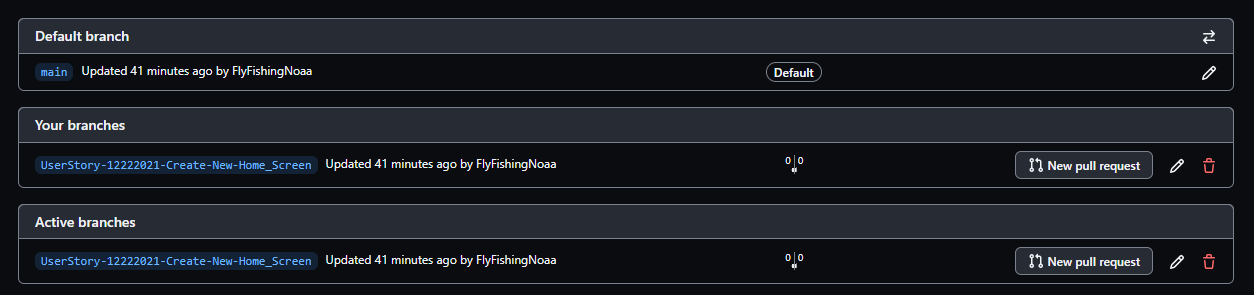 Default branch
main Updated 41 minutes ago by FlyFishingNoaa Default
Your branches
UserStory-12222021-Create-New-Home_Screen Updated 41 minutes ago by FlyFishingNoaa 0 0 New pull request
Active branches
UserStory-12222021-Create-New-Home_Screen Updated 41 minutes ago by FlyFishingNoaa 0 0 New pull request